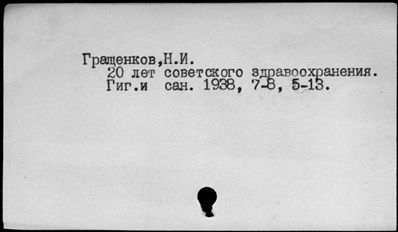 Гращенков,Н.И.
20 лет советского здравоохранения.
Гиг.и сан. 1938, 7-8, 5-13.